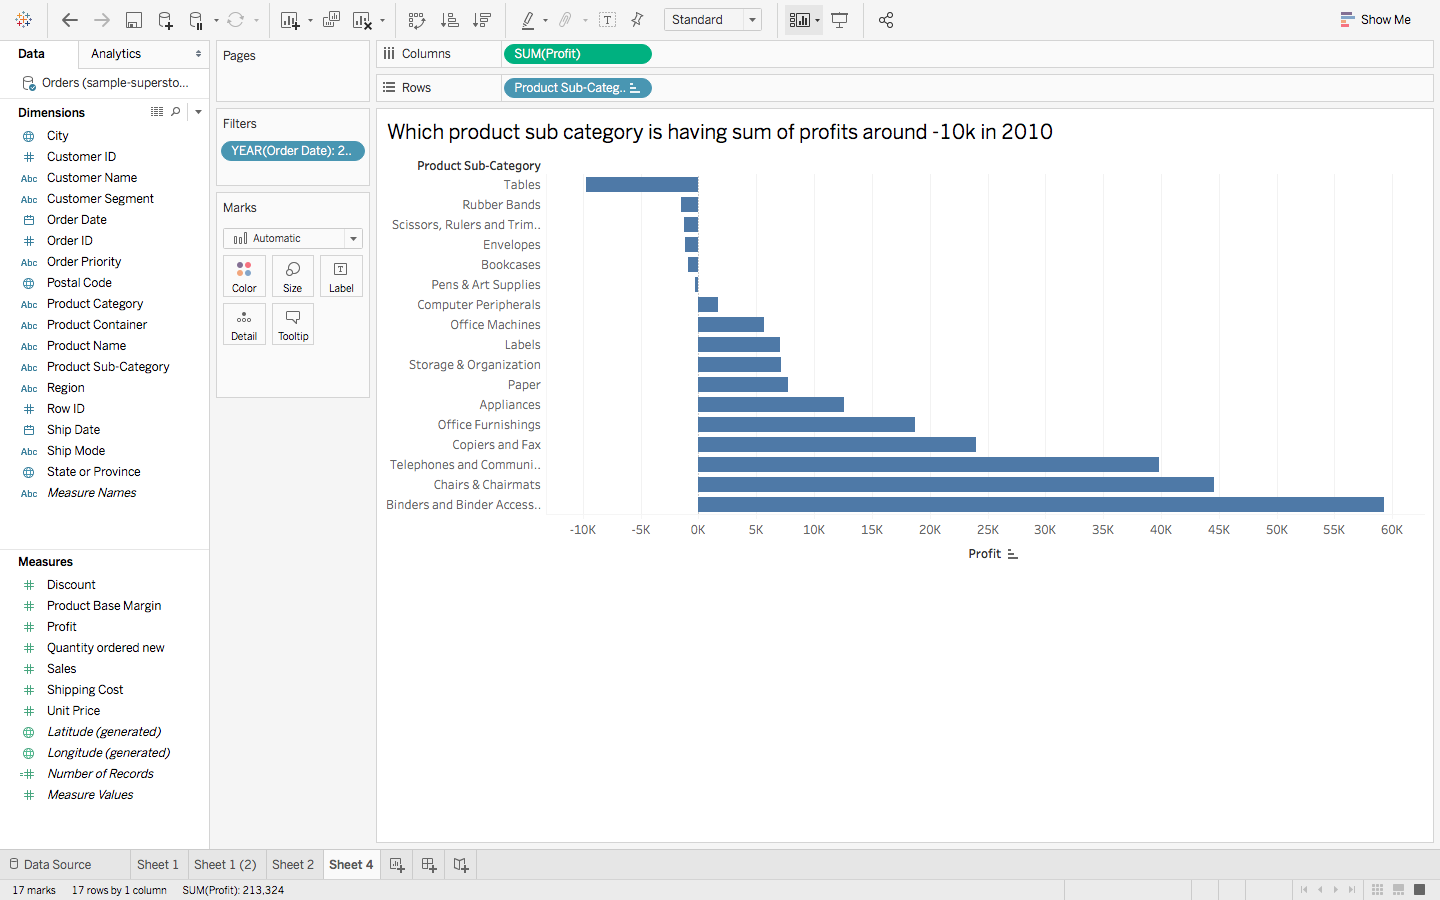 Standard
Show Me
Data
Analytics
Pages
Columns
SUM(Profit)
Orders (sample-supersto...
Rows
Product Sub-Categ..
Dimensions
City
Customer ID
Abc Customer Name
Abc Customer Segment
Order Date
Order ID
Abc Order Priority
Postal Code
Abc Product Category
Abc Product Container
Abc Product Name
Abc Product Sub-Category
Abc Region
Row ID
Ship Date
Abc Ship Mode
State or Province
Abc Measure Names
Measures
Discount
Product Base Margin
Profit
Quantity ordered new
Sales
Shipping Cost
Unit Price
Latitude (generated)
Longitude (generated)
Number of Records
Measure Values
Filters
YEAR(Order Date): 2..
Marks
Automatic
Color
Size
Label
Detail
Tooltip
Which product sub category is having sum of profits around -10k in 2010
Product Sub-Category
Tables
Rubber Bands
Scissors, Rulers and Trim..
Envelopes
Bookcases
Pens & Art Supplies
Computer Peripherals
Office Machines
Labels
Storage & Organization
Paper
Appliances
Office Furnishings
Copiers and Fax
Telephones and Communi..
Chairs & Chairmats
Binders and Binder Access..
-10K -5K 0K 5K 10K 15K 20K 25K 30K 35K 40K 45K 50K 55K 60K
Profit
Data Source
Sheet 1
Sheet 1 (2)
Sheet 2
Sheet 4
17 marks
17 rows by 1 column
SUM(Profit): 213,324